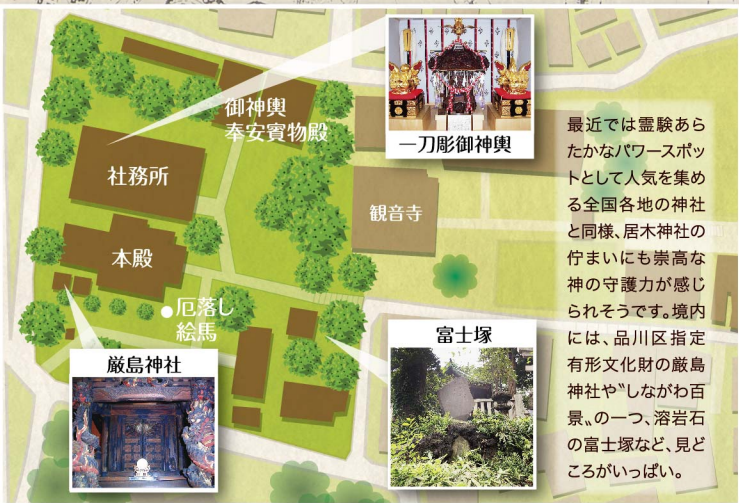 御神輿
奉安寳物殿
一刀彫御神輿
社務所
観音寺
本殿
厄落し
絵馬
厳島神社
富士塚
最近では霊験あら
たかなパワースポッ
トとして人気を集め
る全国各地の神社
と同様、居木神社の
佇まいにも崇高な
神の守護力が感じ
られそうです。境内
には、品川区指定
有形文化財の厳島
神社や〝しながわ百
景〟の一つ、溶岩石
の富士塚など、見ど
ころがいっぱい。